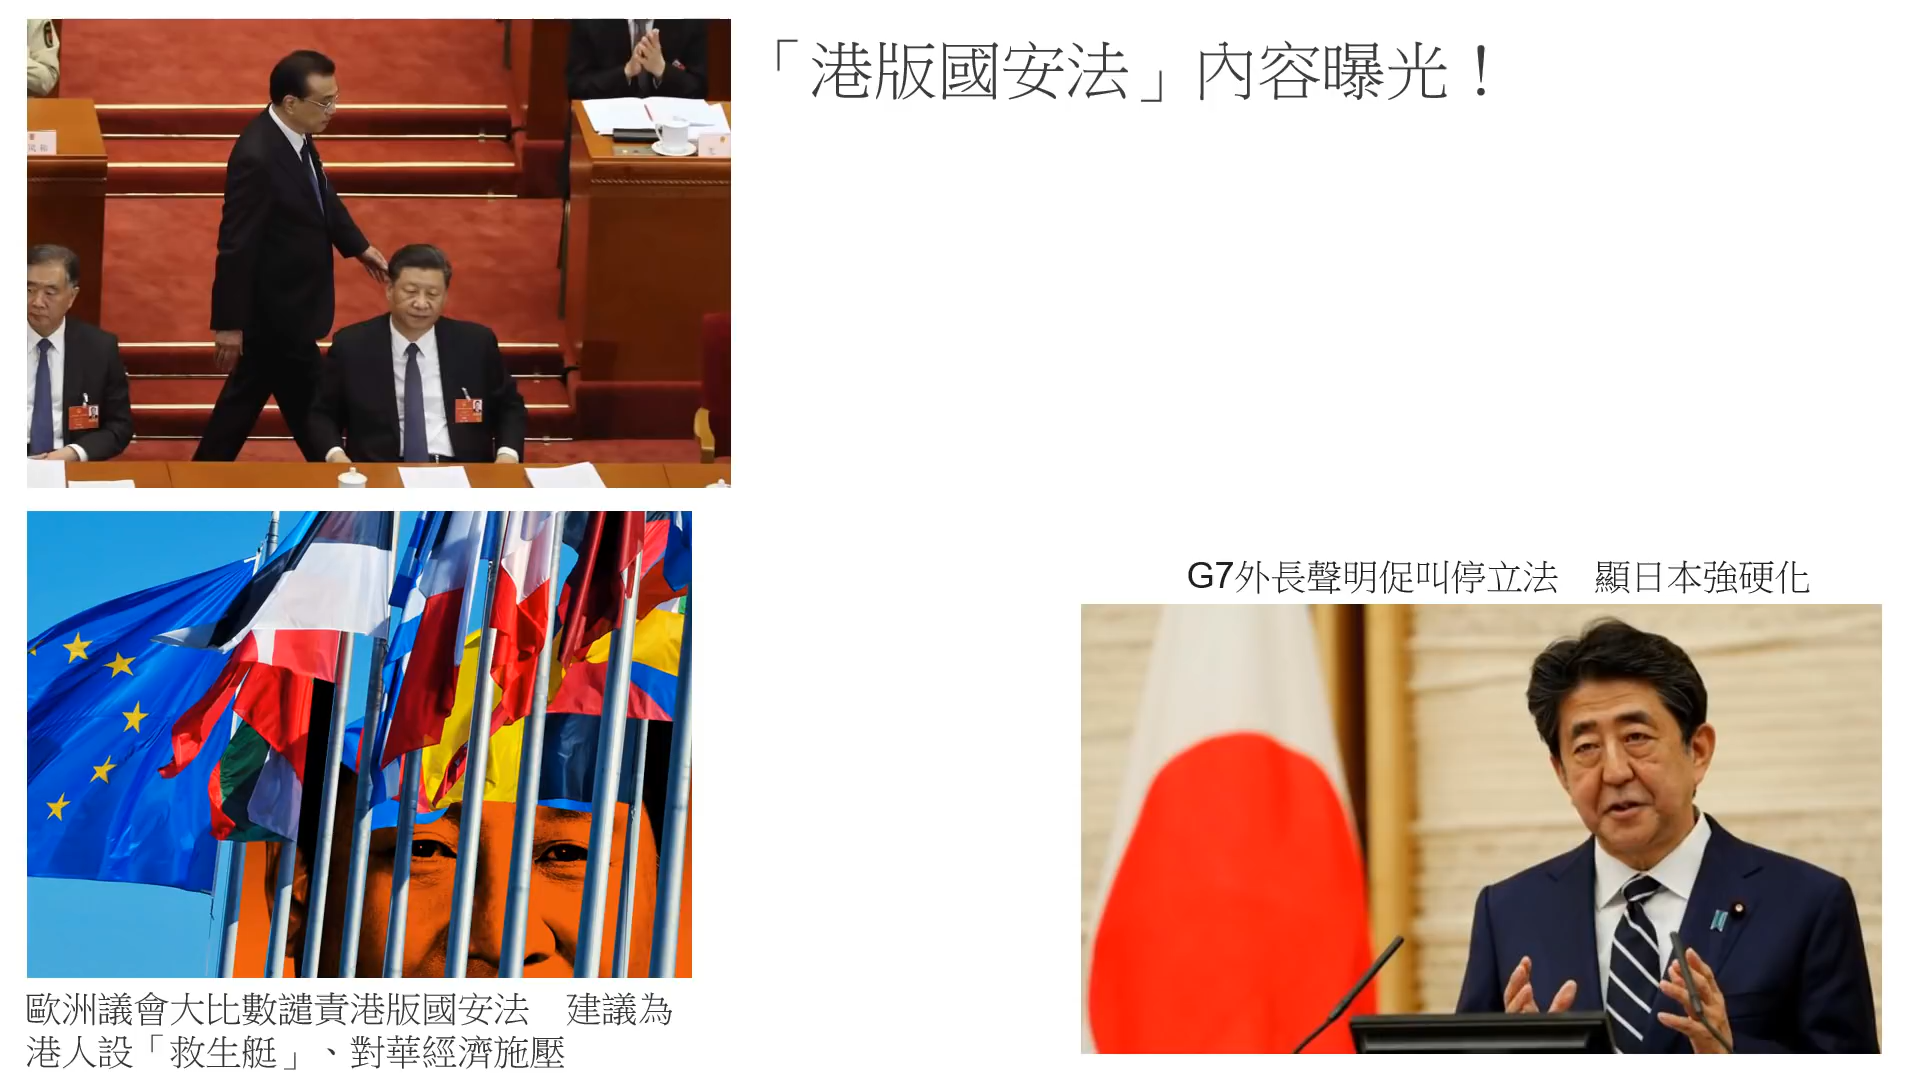 「港版國安法」內容曝光！
G7外長聲明促叫停立法　顯日本強硬化
歐洲議會大比數譴責港版國安法　建議為
港人設「救生艇」、對華經濟施壓